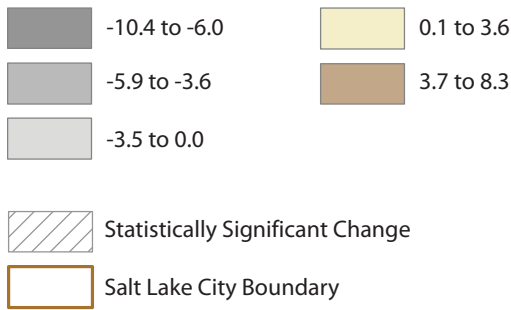 -10.4 to -6.0
-5.9 to -3.6
-3.5 to 0.0
0.1 to 3.6
3.7 to 8.3
Statistically Significant Change
Salt Lake City Boundary